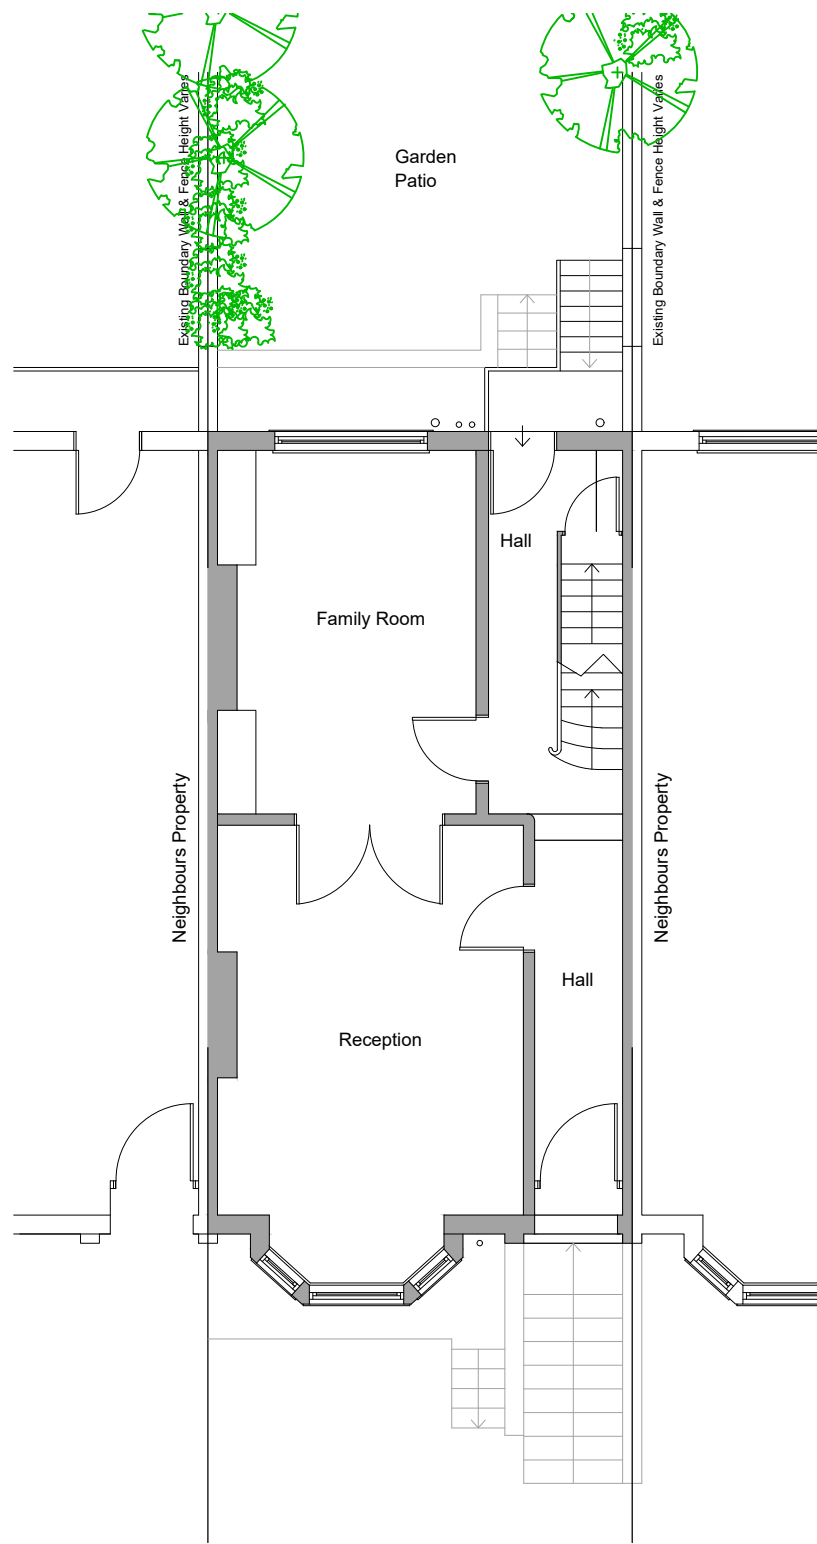 Existing Boundary Wall & Fence Height Varies
Existing Boundary Wall & Fence Height Varies
Garden
Patio
Hall
Family Room
Neighbours Property
Neighbours Property
Hall
Reception